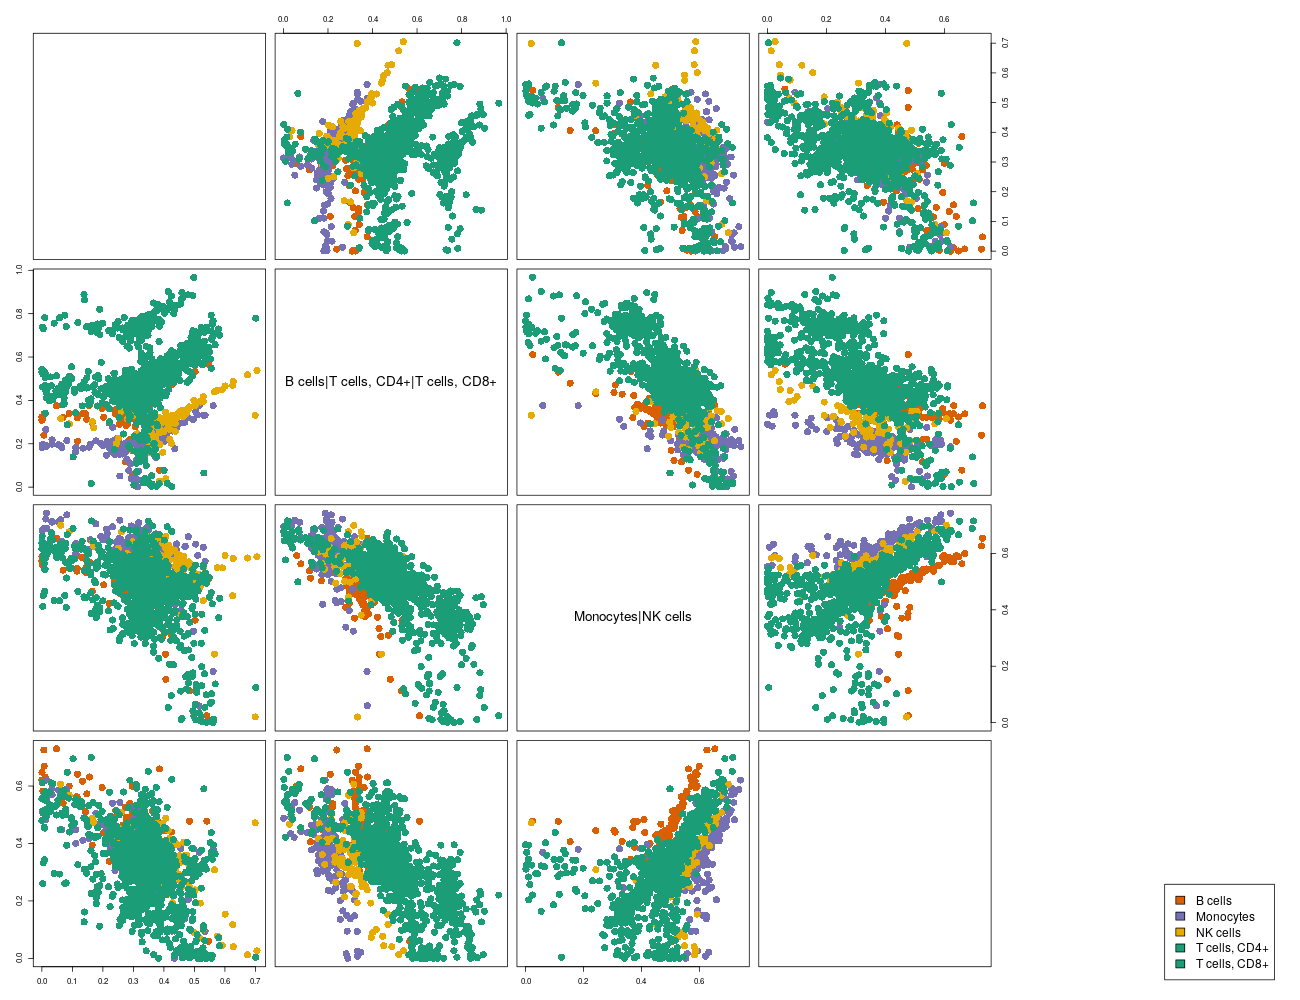 0.0 0.2 0.4 0.6 0.8 1.0 0.0 0.2 0.4 0.6
0.0 0.1 0.2 0.3 0.4 0.5 0.6 0.7
0.0 0.2 0.4 0.6 0.8 1.0
B cells|T cells, CD4+|T cells, CD8+
Monocytes|NK cells
0.0 0.2 0.4 0.6
0.0 0.2 0.4 0.6
0.0 0.1 0.2 0.3 0.4 0.5 0.6 0.7 0.0 0.2 0.4 0.6
B cells
Monocytes
NK cells
T cells, CD4+
T cells, CD8+